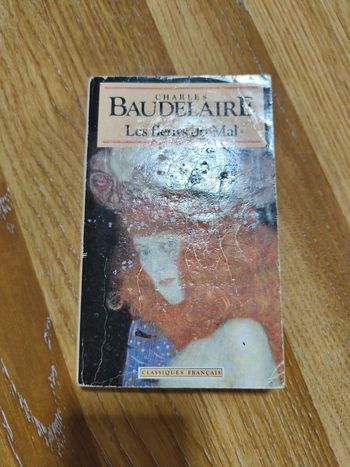 CHARLES
BAUDELAIRE
Les fleurs du Mal
CLASSIQUES FRANÇAIS